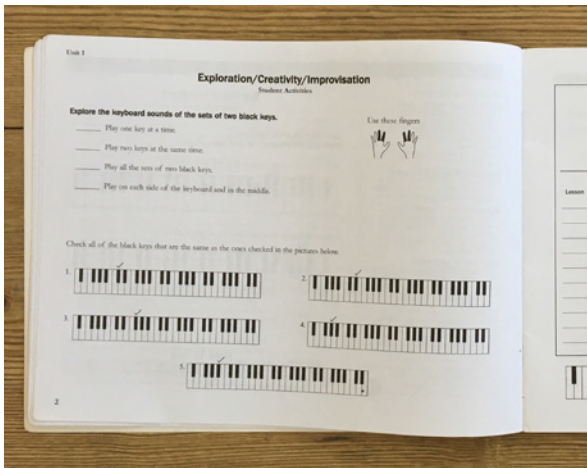 Unit 1
Exploration/Creativity/Improvisation
Student Activities
Explore the keyboard sounds of the sets of two black keys.
Use these fingers
Play one key at a time.
Play two keys at the same time.
Play all the sets of two black keys.
Play on each side of the keyboard and in the middle.
Check all of the black keys that are the same as the ones checked in the pictures below.
1.
2.
3.
4.
5.
2
Lesson